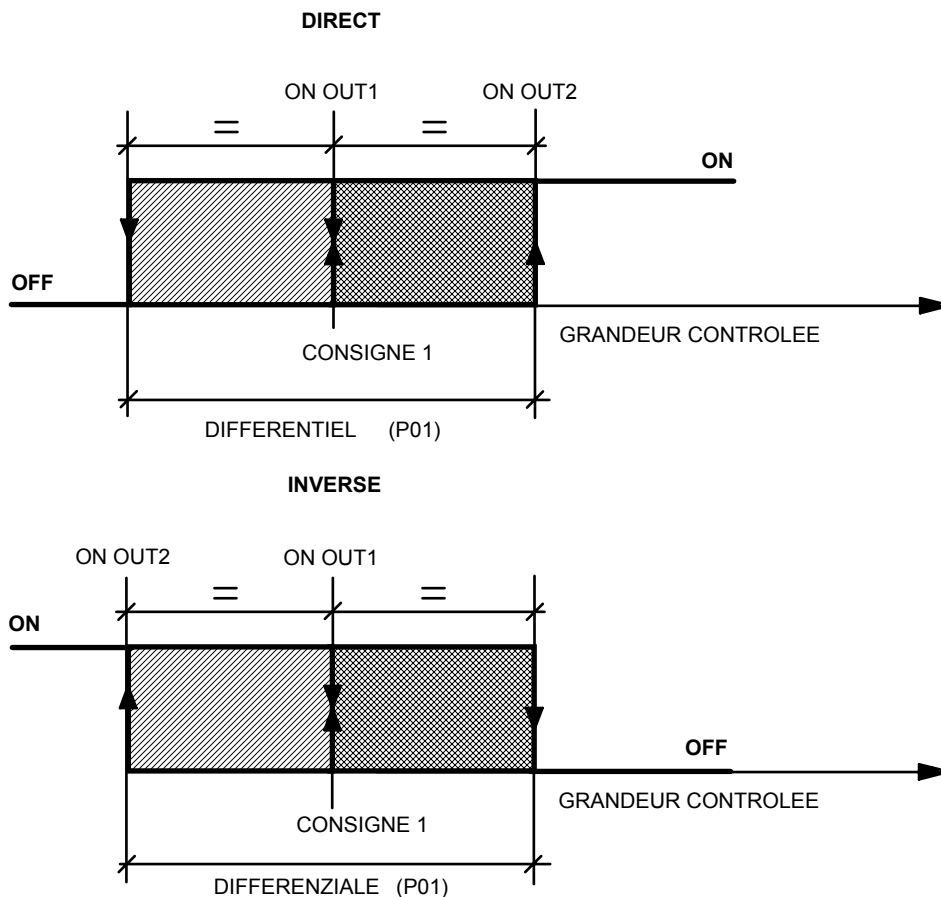 DIRECT
ON OUT1 ON OUT2
= =
ON
OFF
GRANDEUR CONTROLEE
CONSIGNE 1
DIFFERENTIEL (P01)
INVERSE
ON OUT2 ON OUT1
= =
ON
OFF
GRANDEUR CONTROLEE
CONSIGNE 1
DIFFERENZIALE (P01)